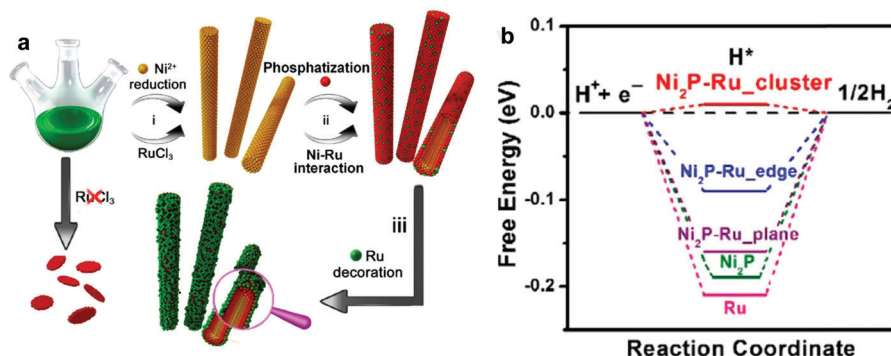 a
Ni²⁺
reduction
i
RuCl₃
Phosphatization
ii
Ni-Ru
interaction
RuCl₃
iii
Ru
decoration
b
0.1
0.0
-0.1
-0.2
Free Energy (eV)
H*
Ni₂P-Ru_cluster
H⁺+ e⁻
1/2H₂
Ni₂P-Ru_edge
Ni₂P-Ru_plane
Ni₂P
Ru
Reaction Coordinate